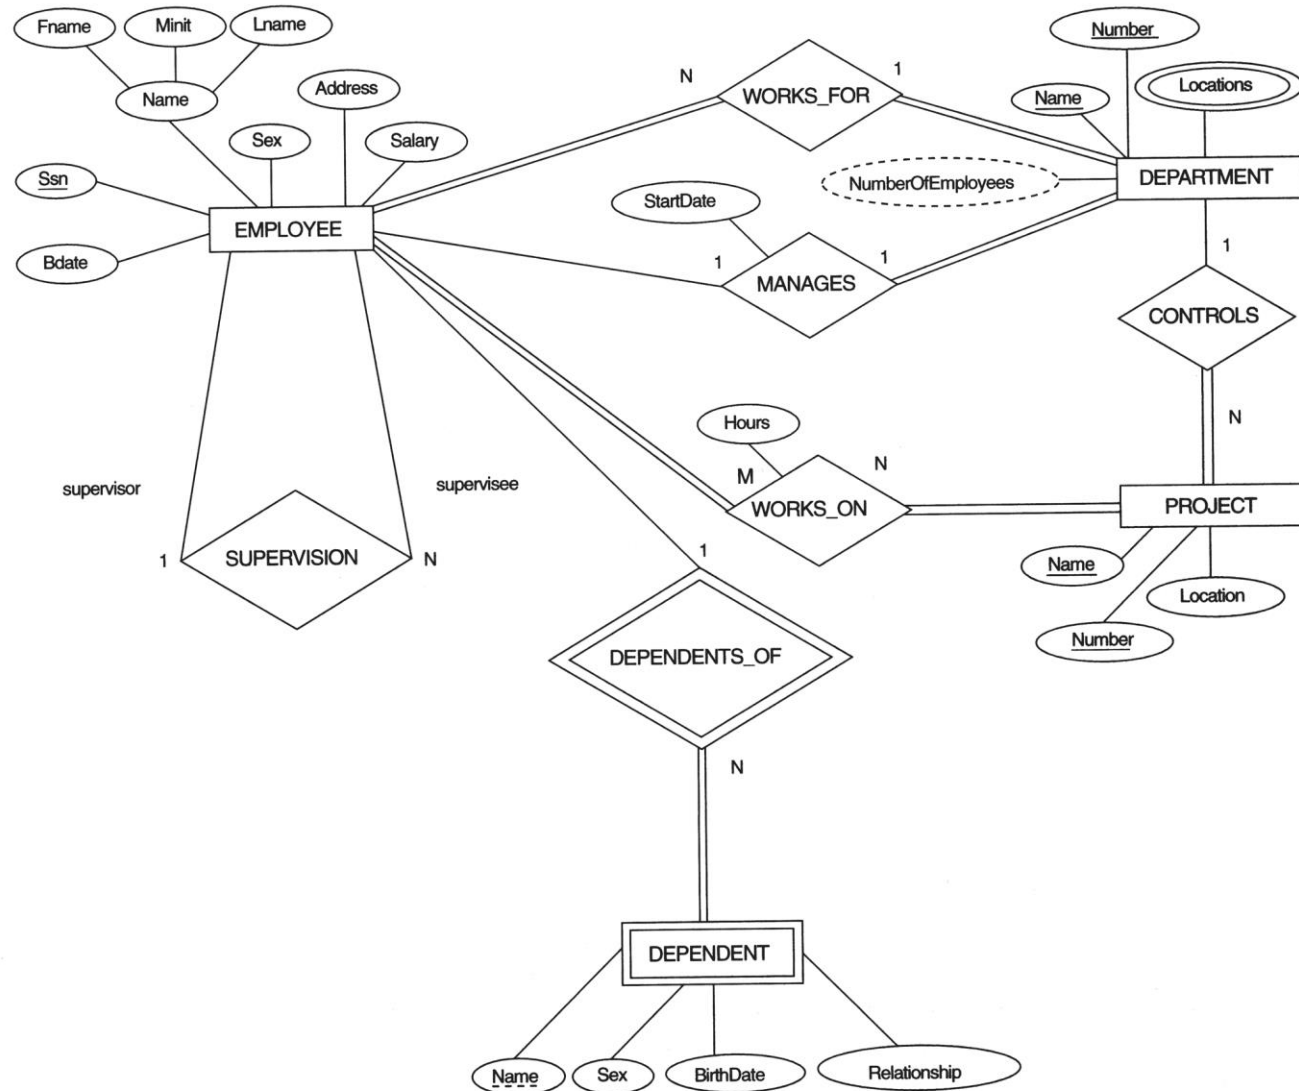 Fname
Minit
Lname
Number
Name
Address
N
WORKS_FOR
1
Name
Locations
Sex
Salary
Ssn
NumberOfEmployees
DEPARTMENT
StartDate
EMPLOYEE
Bdate
1
MANAGES
1
1
CONTROLS
Hours
N
supervisor
supervisee
M
N
WORKS_ON
PROJECT
1
SUPERVISION
N
1
Name
Location
Number
DEPENDENTS_OF
N
DEPENDENT
Name
Sex
BirthDate
Relationship